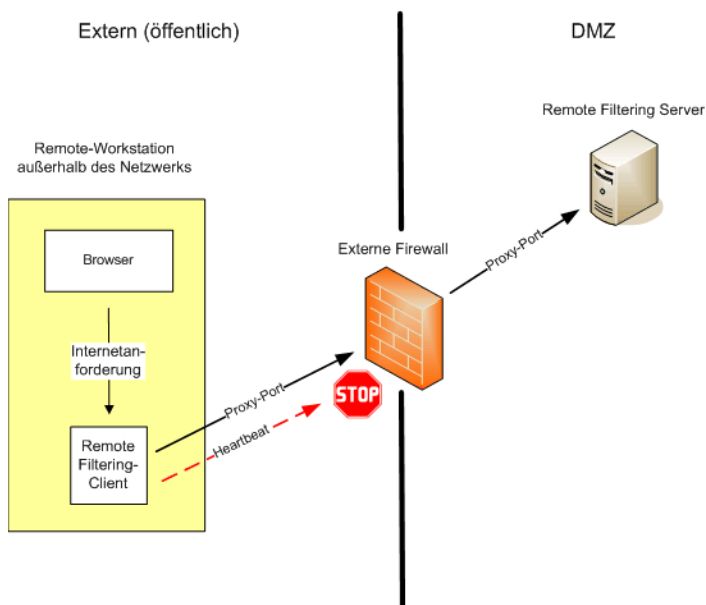 Extern (öffentlich)
DMZ
Remote Filtering Server
Remote-Workstation
außerhalb des Netzwerks
Externe Firewall
Browser
Proxy-Port
Internetan-
forderung
Proxy-Port
STOP
Heartbeat
Remote
Filtering-
Client